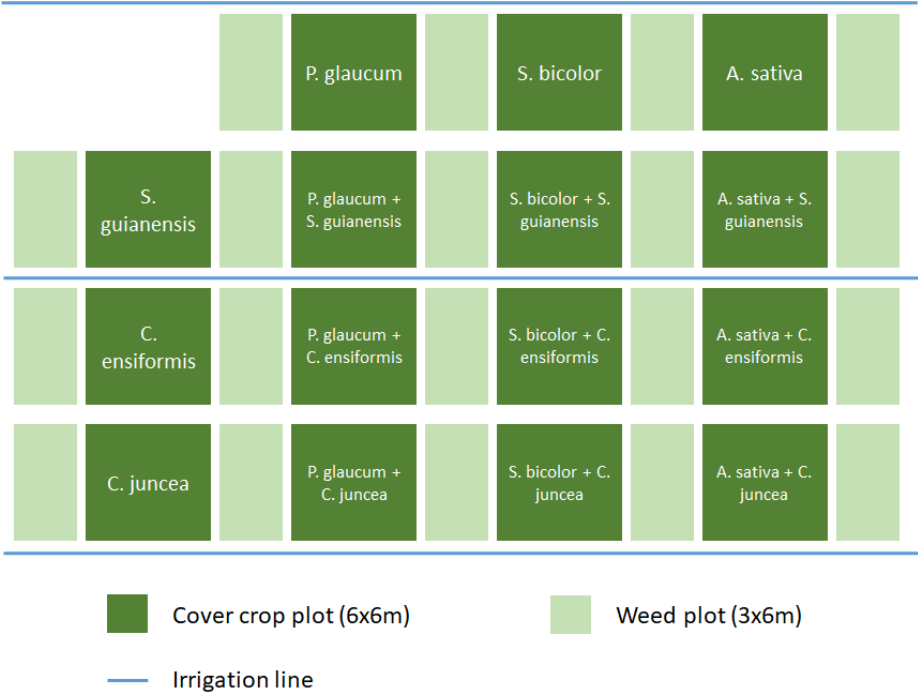 P. glaucum
S. bicolor
A. sativa
S.
guianensis
P. glaucum +
S. guianensis
S. bicolor + S.
guianensis
A. sativa + S.
guianensis
C.
ensiformis
P. glaucum +
C. ensiformis
S. bicolor + C.
ensiformis
A. sativa + C.
ensiformis
C. juncea
P. glaucum +
C. juncea
S. bicolor + C.
juncea
A. sativa + C.
juncea
Cover crop plot (6x6m)
Weed plot (3x6m)
Irrigation line